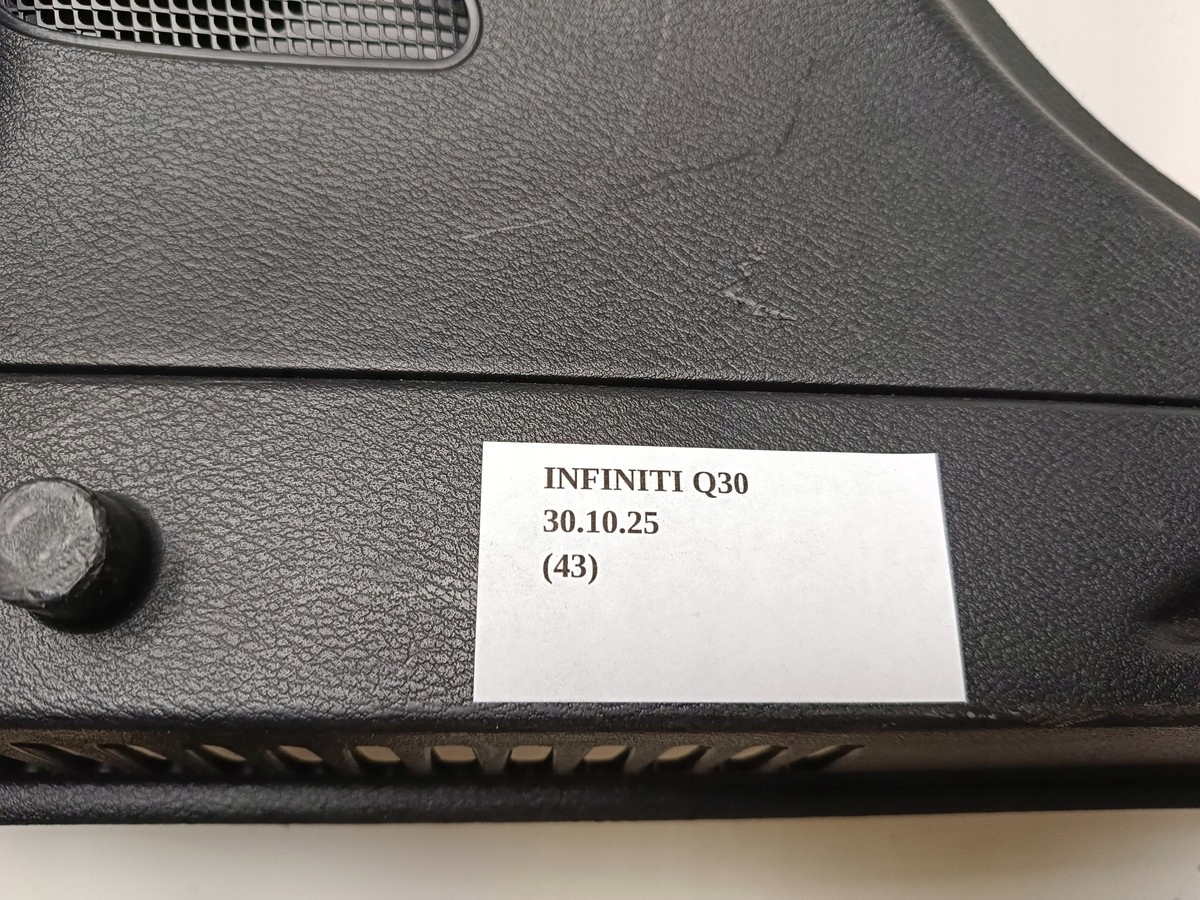 INFINITI Q30
30.10.25
(43)